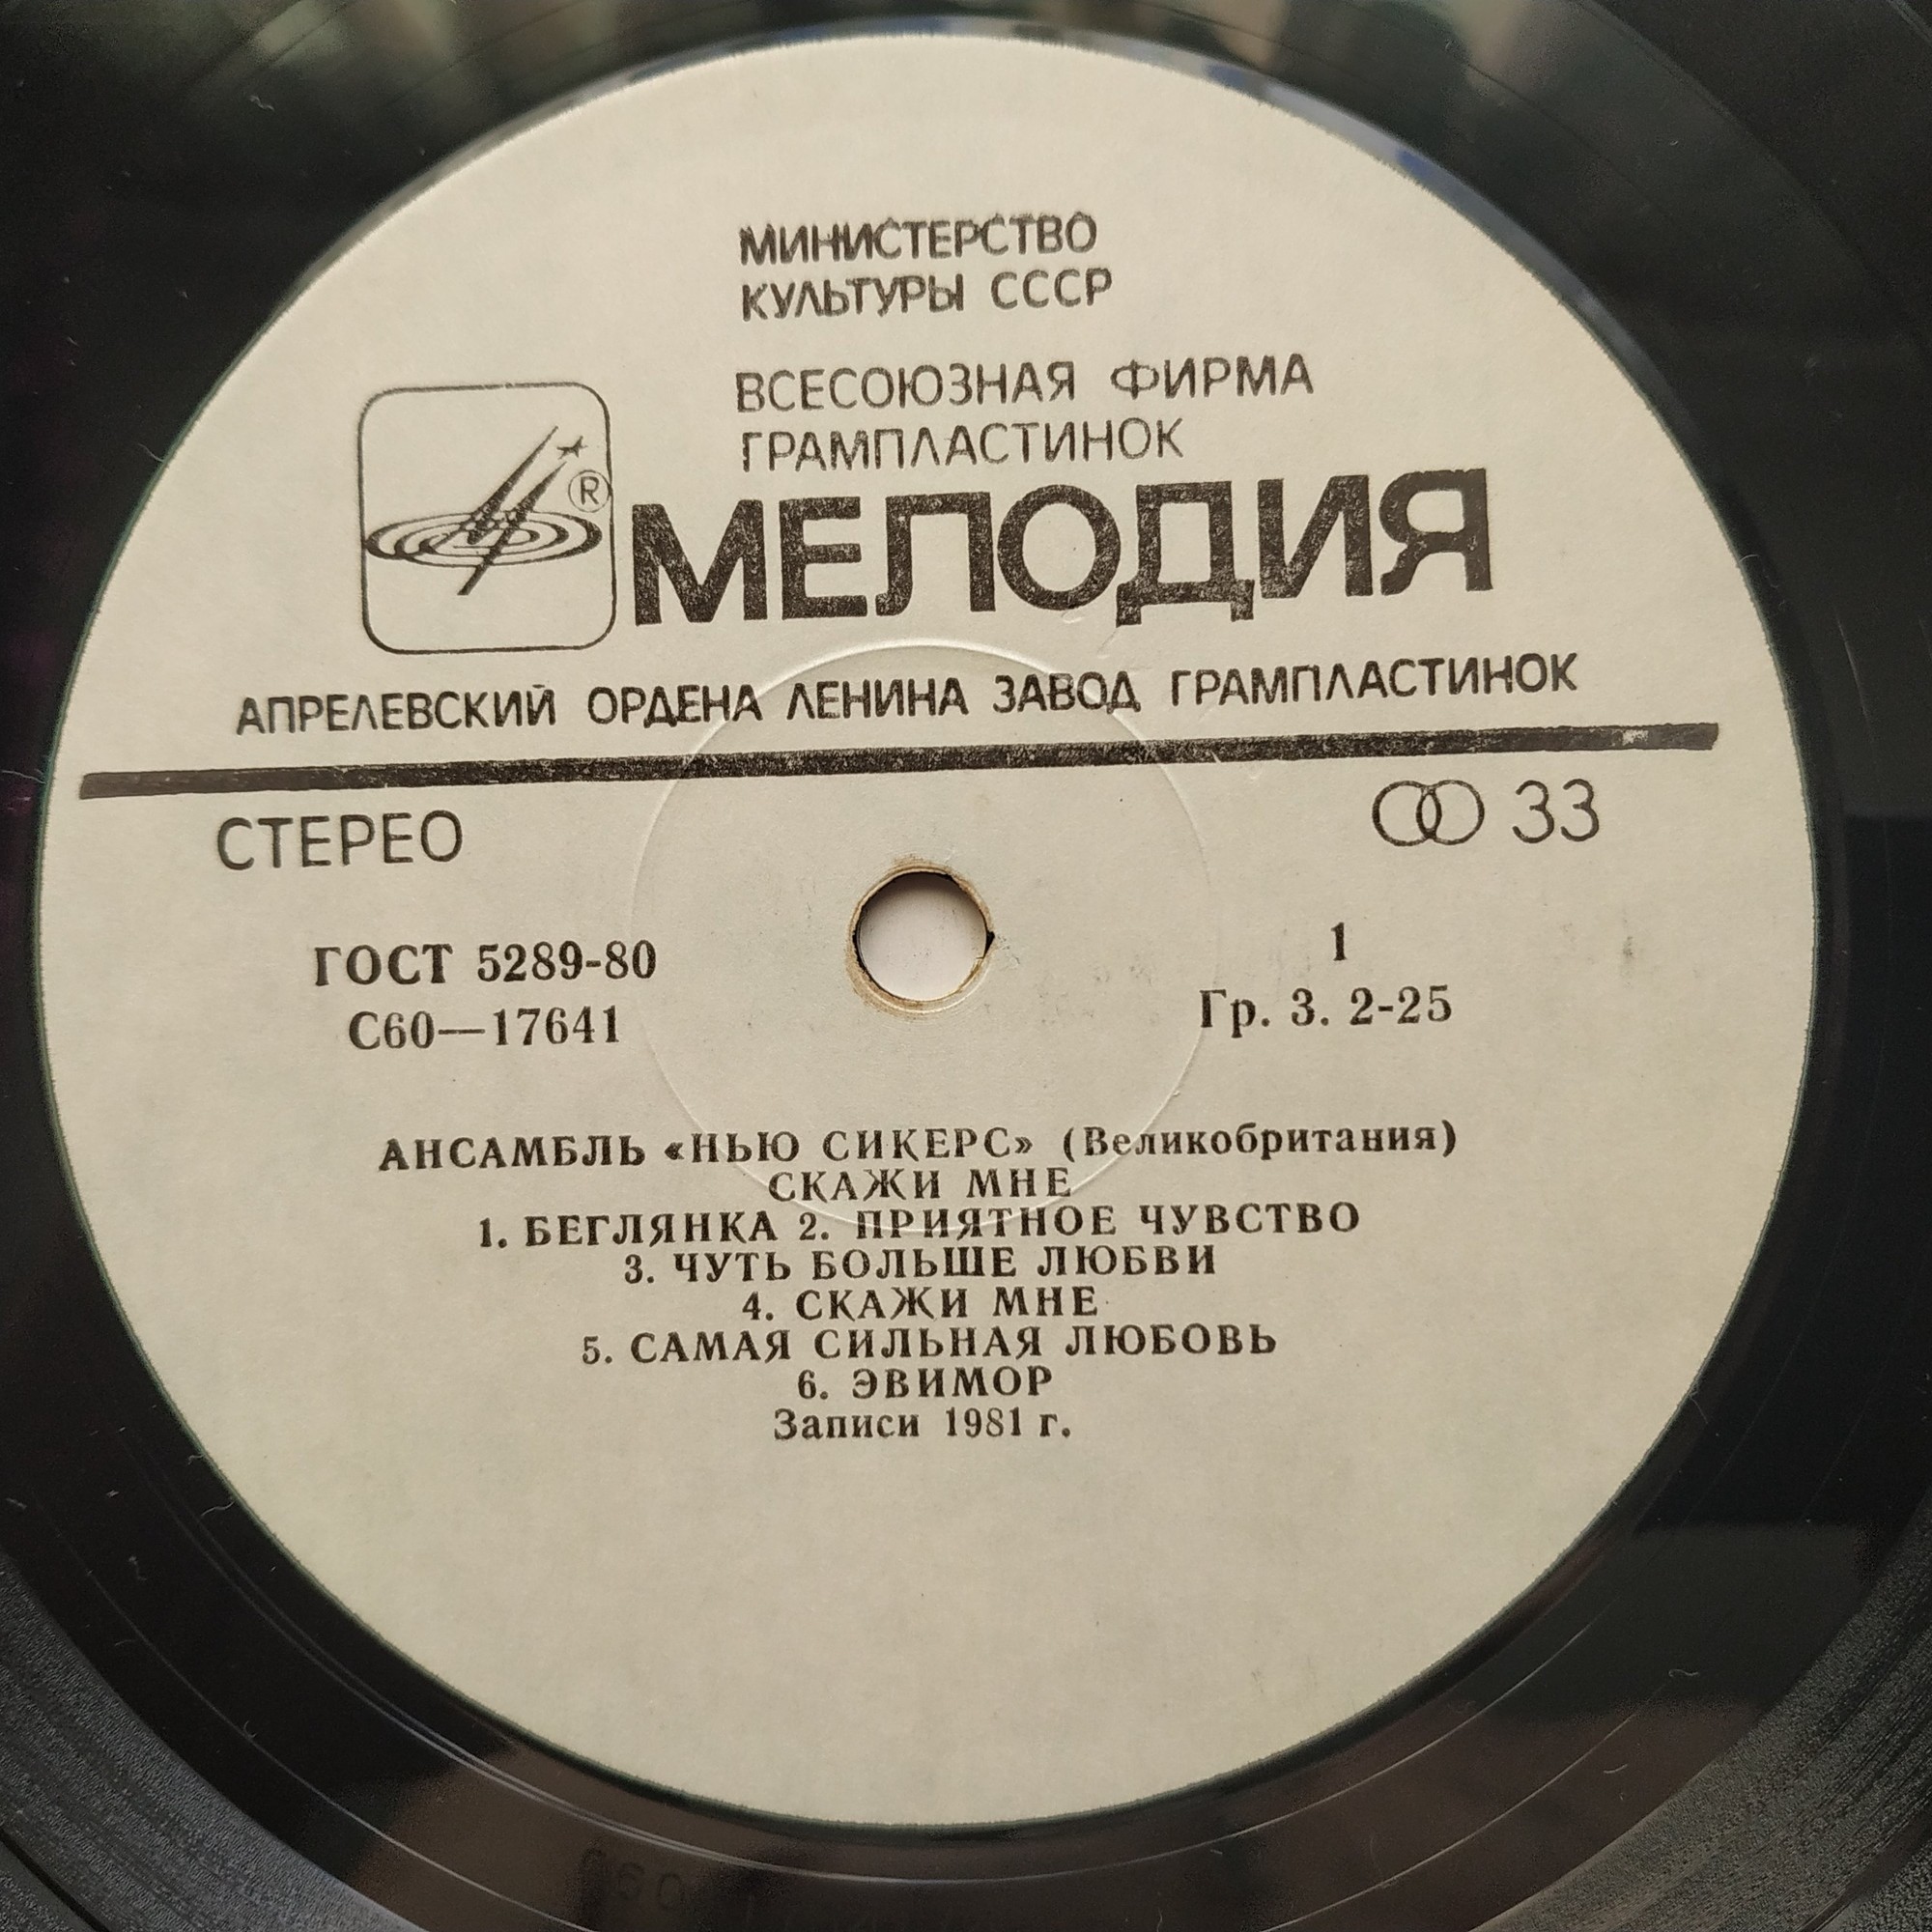 МИНИСТЕРСТВО
КУЛЬТУРЫ СССР
ВСЕСОЮЗНАЯ ФИРМА
ГРАМПЛАСТИНОК
®
МЕЛОДИЯ
АПРЕЛЕВСКИЙ ОРДЕНА ЛЕНИНА ЗАВОД ГРАМПЛАСТИНОК
СТЕРЕО
33
ГОСТ 5289-80
1
С60—17641
Гр. 3. 2-25
АНСАМБЛЬ «НЬЮ СИКЕРС» (Великобритания)
СКАЖИ МНЕ
1. БЕГЛЯНКА 2. ПРИЯТНОЕ ЧУВСТВО
3. ЧУТЬ БОЛЬШЕ ЛЮБВИ
4. СКАЖИ МНЕ
5. САМАЯ СИЛЬНАЯ ЛЮБОВЬ
6. ЭВИМОР
Записи 1981 г.